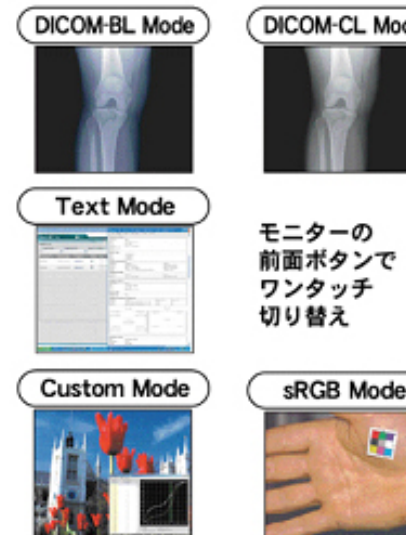 DICOM-BL Mode
DICOM-CL Mod
Text Mode
モニターの
前面ボタンで
ワンタッチ
切り替え
Custom Mode
sRGB Mode